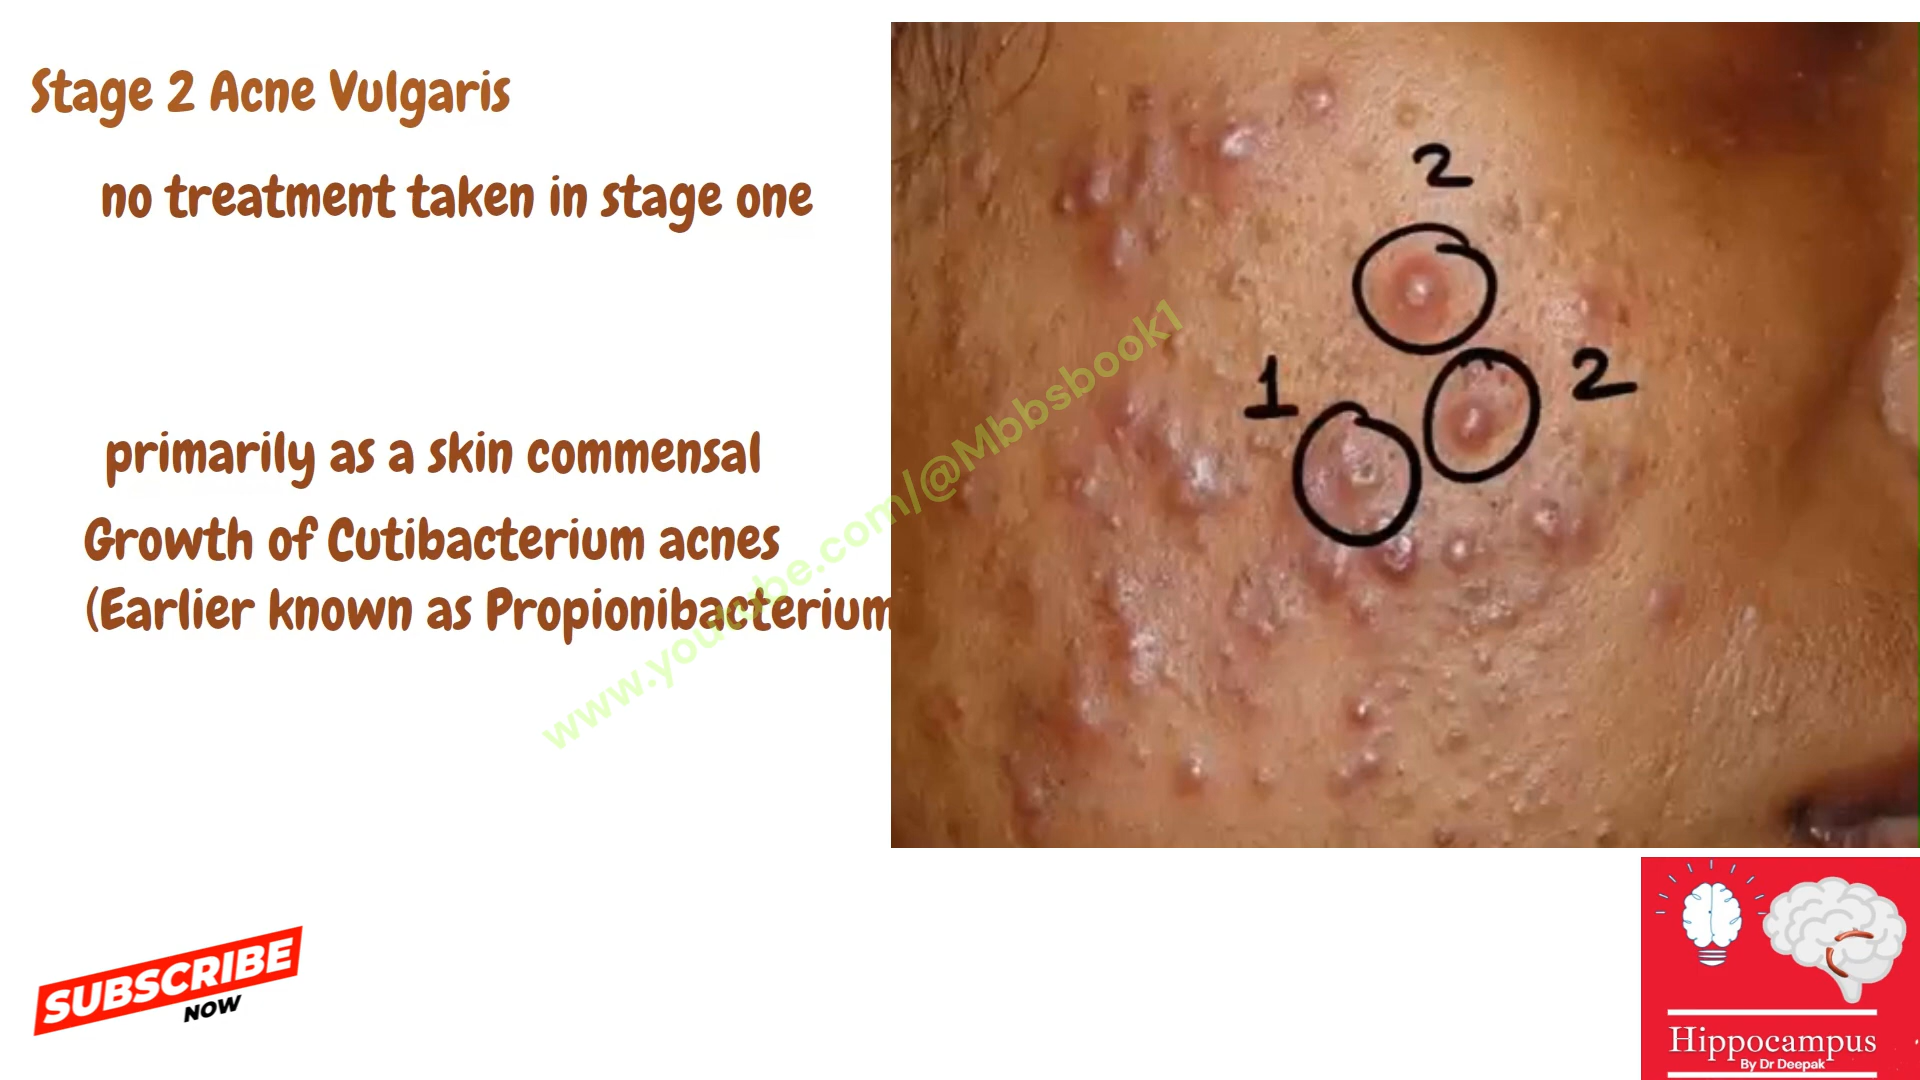 Stage 2 Acne Vulgaris
no treatment taken in stage one
primarily as a skin commensal
Growth of Cutibacterium acnes
(Earlier known as Propionibacterium
2
1
2
www.youtube.com/@Mbbsbook1
SUBSCRIBE
NOW
Hippocampus
By Dr Deepak